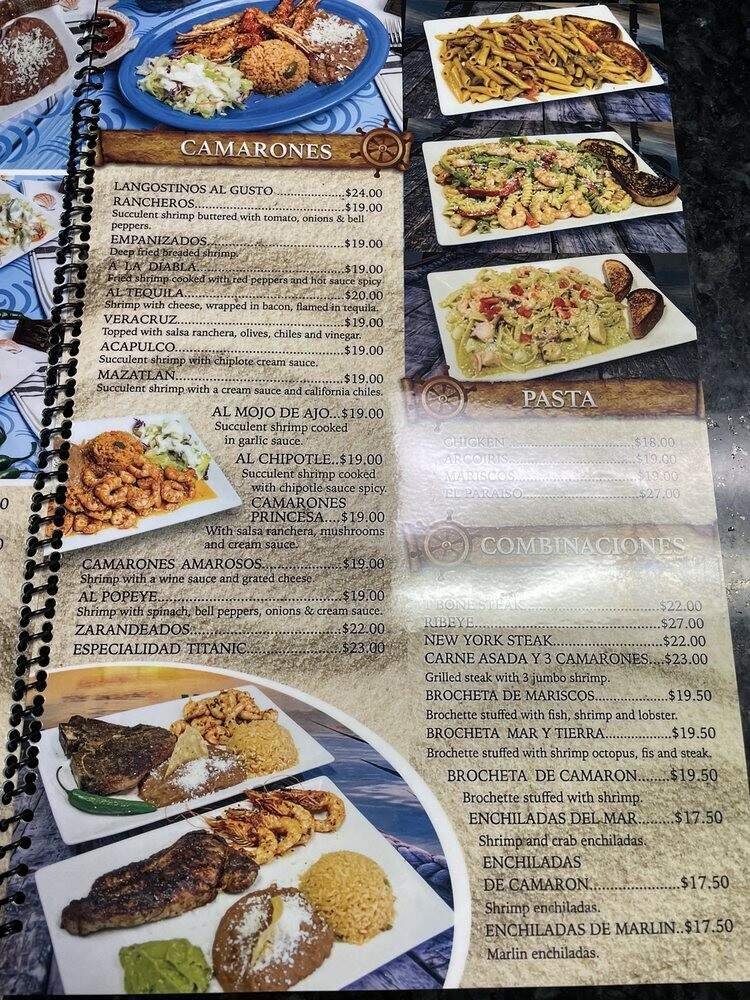 CAMARONES
LANGOSTINOS AL GUSTO....................$24.00
RANCHEROS.......................................$19.00
Succulent shrimp buttered with tomato, onions & bell
peppers.
EMPANIZADOS..................................$19.00
Deep fried breaded shrimp.
A LA DIABLA....................................$19.00
Fried shrimp cooked with red peppers and hot sauce spicy
AL TEQUILA.....................................$20.00
Shrimp with cheese, wrapped in bacon, flamed in tequila.
VERACRUZ.......................................$19.00
Topped with salsa ranchera, olives, chiles and vinegar.
ACAPULCO......................................$19.00
Succulent shrimp with chiplote cream sauce.
MAZATLAN......................................$19.00
Succulent shrimp with a cream sauce and california chiles.
AL MOJO DE AJO...$19.00
Succulent shrimp cooked
in garlic sauce.
AL CHIPOTLE..$19.00
Succulent shrimp cooked
with chipotle sauce spicy.
CAMARONES
PRINCESA....$19.00
With salsa ranchera, mushrooms
and cream sauce.
CAMARONES AMAROSOS....................$19.00
Shrimp with a wine sauce and grated cheese.
AL POPEYE........................................$19.00
Shrimp with spinach, bell peppers, onions & cream sauce.
ZARANDEADOS..................................$22.00
ESPECIALIDAD TITANIC.......................$23.00
PASTA
CHICKEN..........................$18.00
ARCOIRIS.........................$19.00
MARISCOS........................$19.00
EL PARAISO......................$27.00
COMBINACIONES
T BONE STEAK...........................$22.00
RIBEYE......................................$27.00
NEW YORK STEAK......................$22.00
CARNE ASADA Y 3 CAMARONES....$23.00
Grilled steak with 3 jumbo shrimp.
BROCHETA DE MARISCOS..............$19.50
Brochette stuffed with fish, shrimp and lobster.
BROCHETA MAR Y TIERRA.............$19.50
Brochette stuffed with shrimp octopus, fis and steak.
BROCHETA DE CAMARON........$19.50
Brochette stuffed with shrimp.
ENCHILADAS DEL MAR.........$17.50
Shrimp and crab enchiladas.
ENCHILADAS
DE CAMARON....................$17.50
Shrimp enchiladas.
ENCHILADAS DE MARLIN..$17.50
Marlin enchiladas.